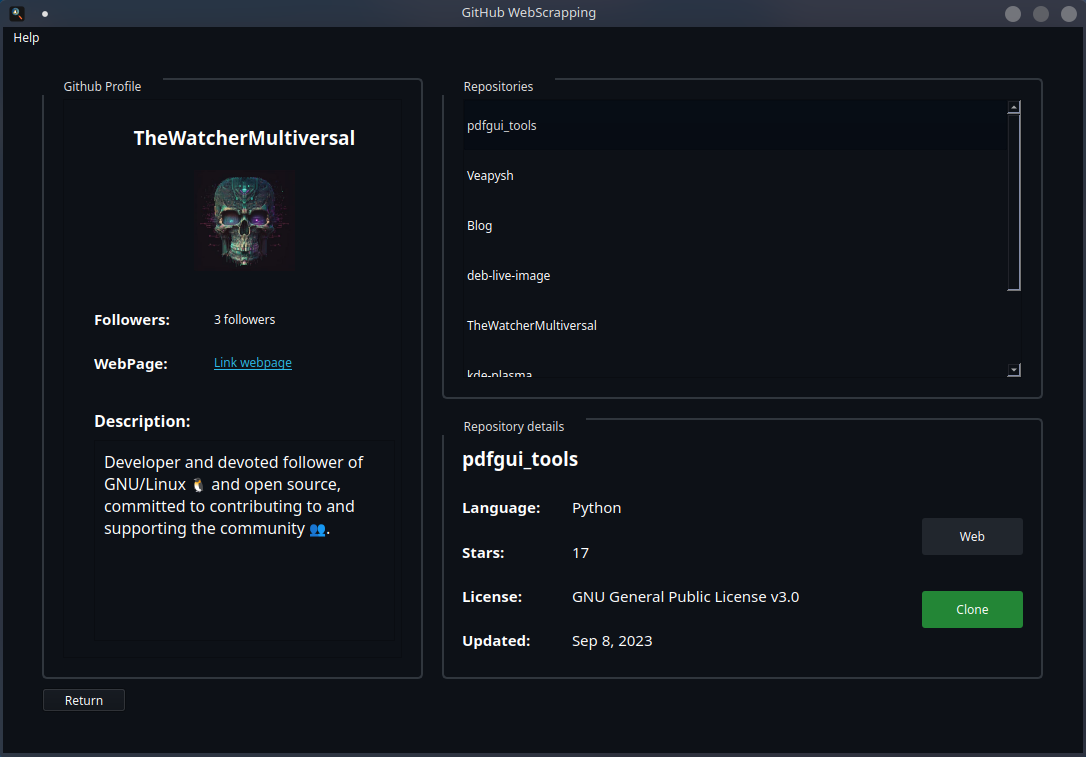 GitHub WebScrapping
Help
Github Profile
TheWatcherMultiversal
Followers: 3 followers
WebPage: Link webpage
Description:
Developer and devoted follower of
GNU/Linux 🐧 and open source,
committed to contributing to and
supporting the community 👥.
Return
Repositories
pdfgui_tools
Veapysh
Blog
deb-live-image
TheWatcherMultiversal
kde-plasma
Repository details
pdfgui_tools
Language: Python
Stars: 17
License: GNU General Public License v3.0
Updated: Sep 8, 2023
Web
Clone